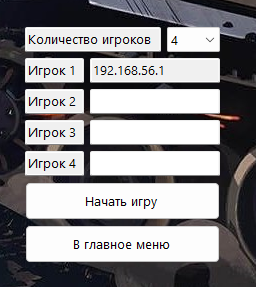 Количество игроков 4
Игрок 1 192.168.56.1
Игрок 2
Игрок 3
Игрок 4
Начать игру
В главное меню